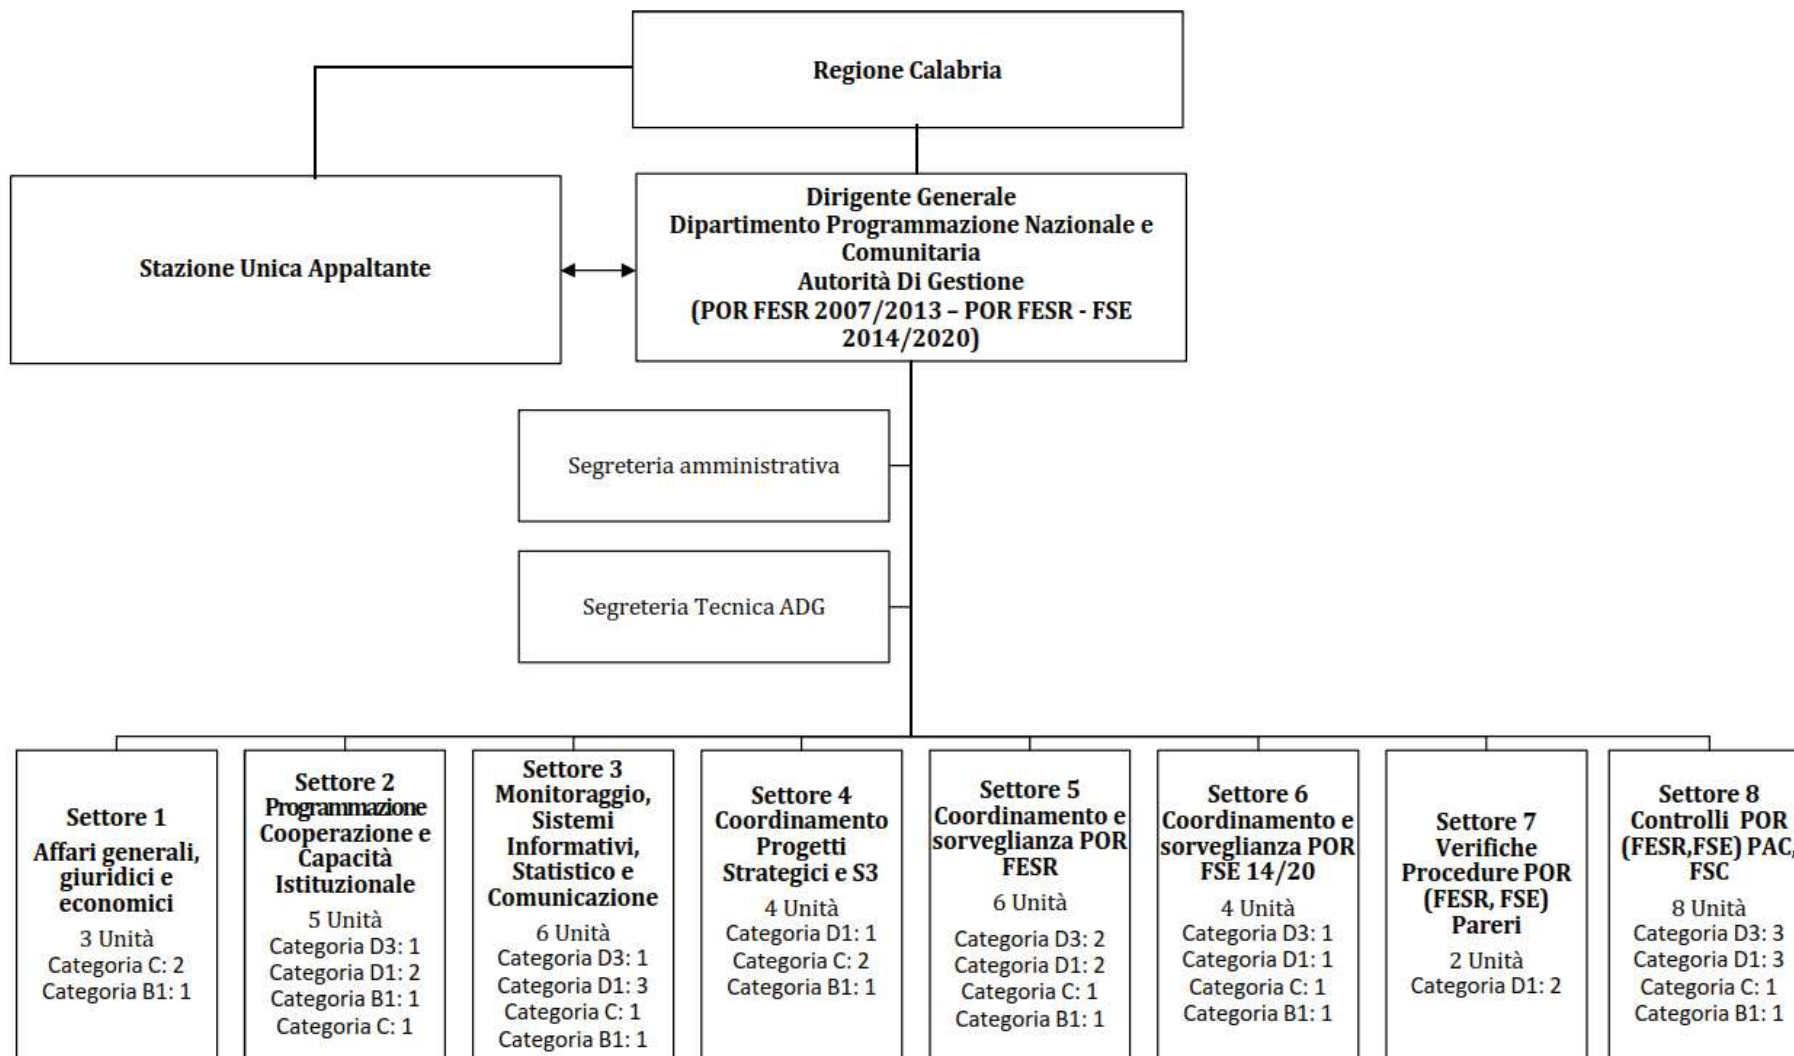 Regione Calabria
Stazione Unica Appaltante
Dirigente Generale
Dipartimento Programmazione Nazionale e
Comunitaria
Autorità Di Gestione
(POR FESR 2007/2013 – POR FESR - FSE
2014/2020)
Segreteria amministrativa
Segreteria Tecnica ADG
Settore 1
Affari generali,
giuridici e
economici
3 Unità
Categoria C: 2
Categoria B1: 1
Settore 2
Programmazione
Cooperazione e
Capacità
Istituzionale
5 Unità
Categoria D3: 1
Categoria D1: 2
Categoria B1: 1
Categoria C: 1
Settore 3
Monitoraggio,
Sistemi
Informativi,
Statistico e
Comunicazione
6 Unità
Categoria D3: 1
Categoria D1: 3
Categoria C: 1
Categoria B1: 1
Settore 4
Coordinamento
Progetti
Strategici e S3
4 Unità
Categoria D1: 1
Categoria C: 2
Categoria B1: 1
Settore 5
Coordinamento e
sorveglianza POR
FESR
6 Unità
Categoria D3: 2
Categoria D1: 2
Categoria C: 1
Categoria B1: 1
Settore 6
Coordinamento e
sorveglianza POR
FSE 14/20
4 Unità
Categoria D3: 1
Categoria D1: 1
Categoria C: 1
Categoria B1: 1
Settore 7
Verifiche
Procedure POR
(FESR, FSE)
Pareri
2 Unità
Categoria D1: 2
Settore 8
Controlli POR
(FESR,FSE) PAC,
FSC
8 Unità
Categoria D3: 3
Categoria D1: 3
Categoria C: 1
Categoria B1: 1